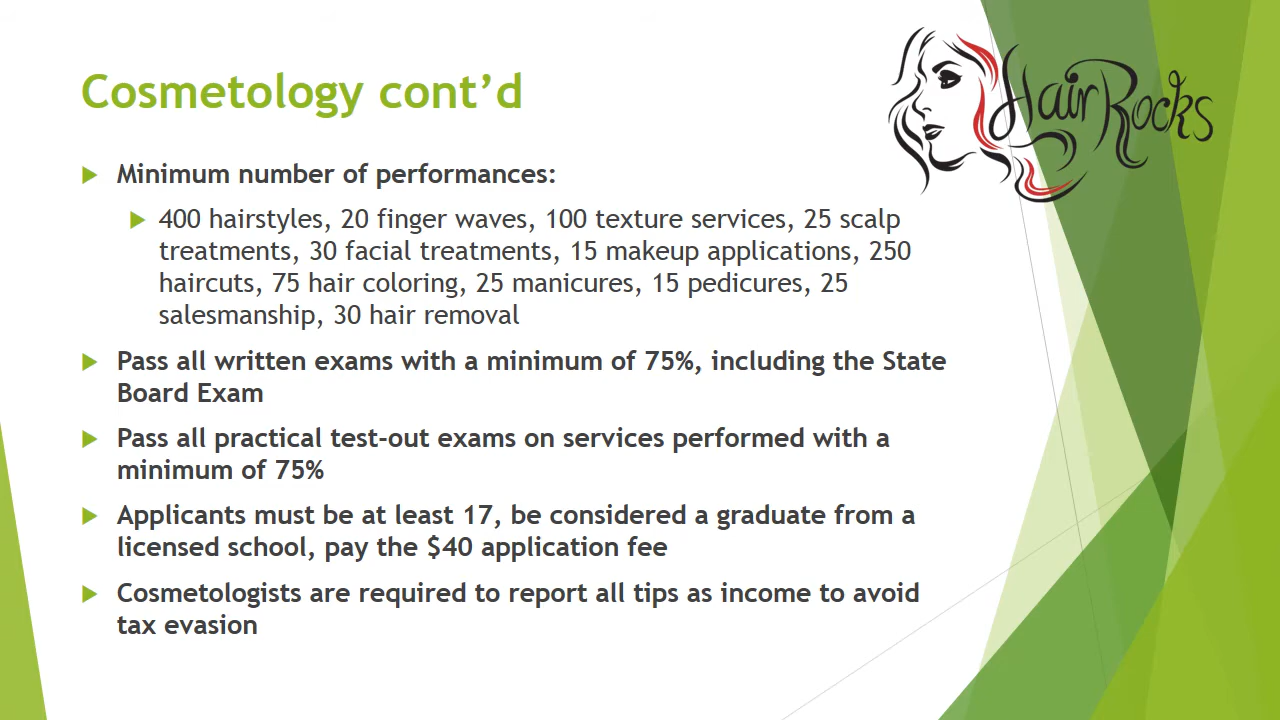 Cosmetology cont’d
Hair Rocks
Minimum number of performances:
400 hairstyles, 20 finger waves, 100 texture services, 25 scalp
treatments, 30 facial treatments, 15 makeup applications, 250
haircuts, 75 hair coloring, 25 manicures, 15 pedicures, 25
salesmanship, 30 hair removal
Pass all written exams with a minimum of 75%, including the State
Board Exam
Pass all practical test-out exams on services performed with a
minimum of 75%
Applicants must be at least 17, be considered a graduate from a
licensed school, pay the $40 application fee
Cosmetologists are required to report all tips as income to avoid
tax evasion